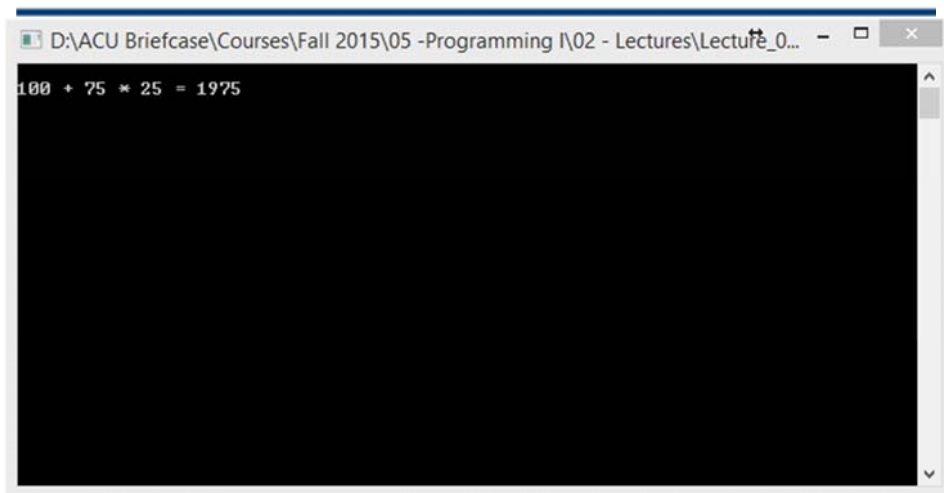 D:\ACU Briefcase\Courses\Fall 2015\05 -Programming I\02 - Lectures\Lecture_0...
100 + 75 * 25 = 1975